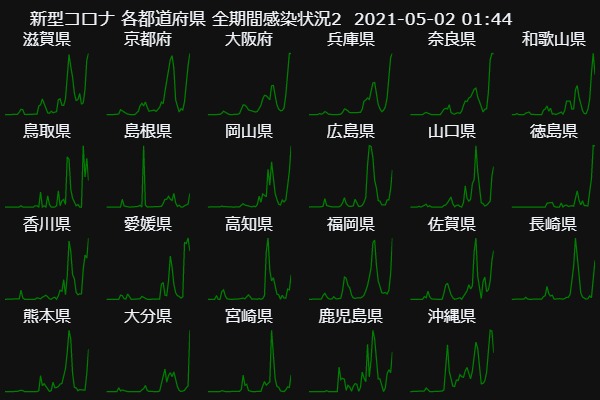 新型コロナ 各都道府県 全期間感染状況2 2021-05-02 01:44
滋賀県 京都府 大阪府 兵庫県 奈良県 和歌山県
鳥取県 島根県 岡山県 広島県 山口県 徳島県
香川県 愛媛県 高知県 福岡県 佐賀県 長崎県
熊本県 大分県 宮崎県 鹿児島県 沖縄県